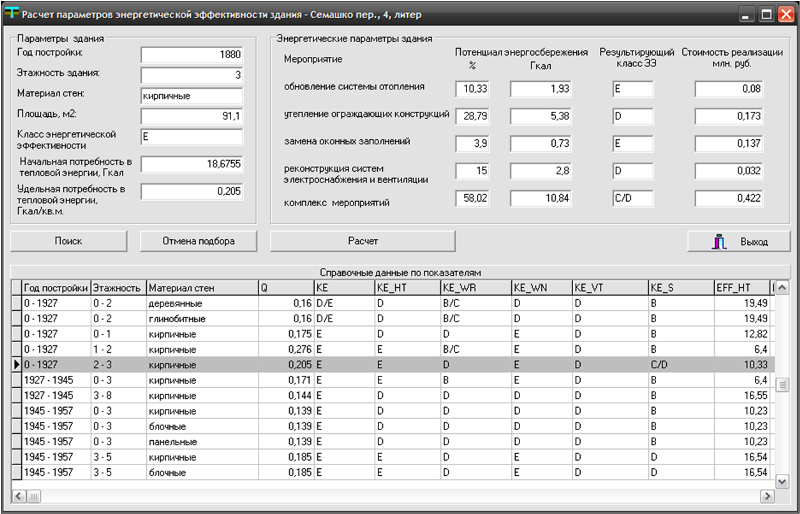 Расчет параметров энергетической эффективности здания - Семашко пер., 4, литер
Параметры здания
Год постройки: 1880
Этажность здания: 3
Материал стен: кирпичные
Площадь, м2: 91,1
Класс энергетической эффективности E
Начальная потребность в тепловой энергии, Гкал 18,6755
Удельная потребность в тепловой энергии, Гкал/кв.м. 0,205
Энергетические параметры здания
Мероприятие Потенциал энергосбережения % Гкал Результирующий класс ЭЭ Стоимость реализации млн. руб.
обновление системы отопления 10,33 1,93 E 0,08
утепление ограждающих конструкций 28,79 5,38 D 0,173
замена оконных заполнений 3,9 0,73 E 0,137
реконструкция систем электроснабжения и вентиляции 15 2,8 D 0,032
комплекс мероприятий 58,02 10,84 C/D 0,422
Поиск Отмена подбора Расчет Выход
Справочные данные по показателям
Год постройки Этажность Материал стен Q KE KE_HT KE_WR KE_WN KE_VT KE_S EFF_HT
0 - 1927 0 - 2 деревянные 0,16 D/E D B/C D D B 19,49
0 - 1927 0 - 2 глинобитные 0,16 D/E D B/C D D B 19,49
0 - 1927 0 - 1 кирпичные 0,175 E D D E D B 12,82
0 - 1927 1 - 2 кирпичные 0,276 E E B/C E D B 6,4
0 - 1927 2 - 3 кирпичные 0,205 E E D E D C/D 10,33
1927 - 1945 0 - 3 кирпичные 0,171 E E B E D B 6,4
1927 - 1945 3 - 8 кирпичные 0,144 E D D D D B 16,55
1945 - 1957 0 - 3 кирпичные 0,139 E D D D D B 10,23
1945 - 1957 0 - 3 блочные 0,139 E D D D D B 10,23
1945 - 1957 0 - 3 панельные 0,139 E D D D D B 10,23
1945 - 1957 3 - 5 кирпичные 0,185 E E D E D D 16,54
1945 - 1957 3 - 5 блочные 0,185 E E D E D D 16,54